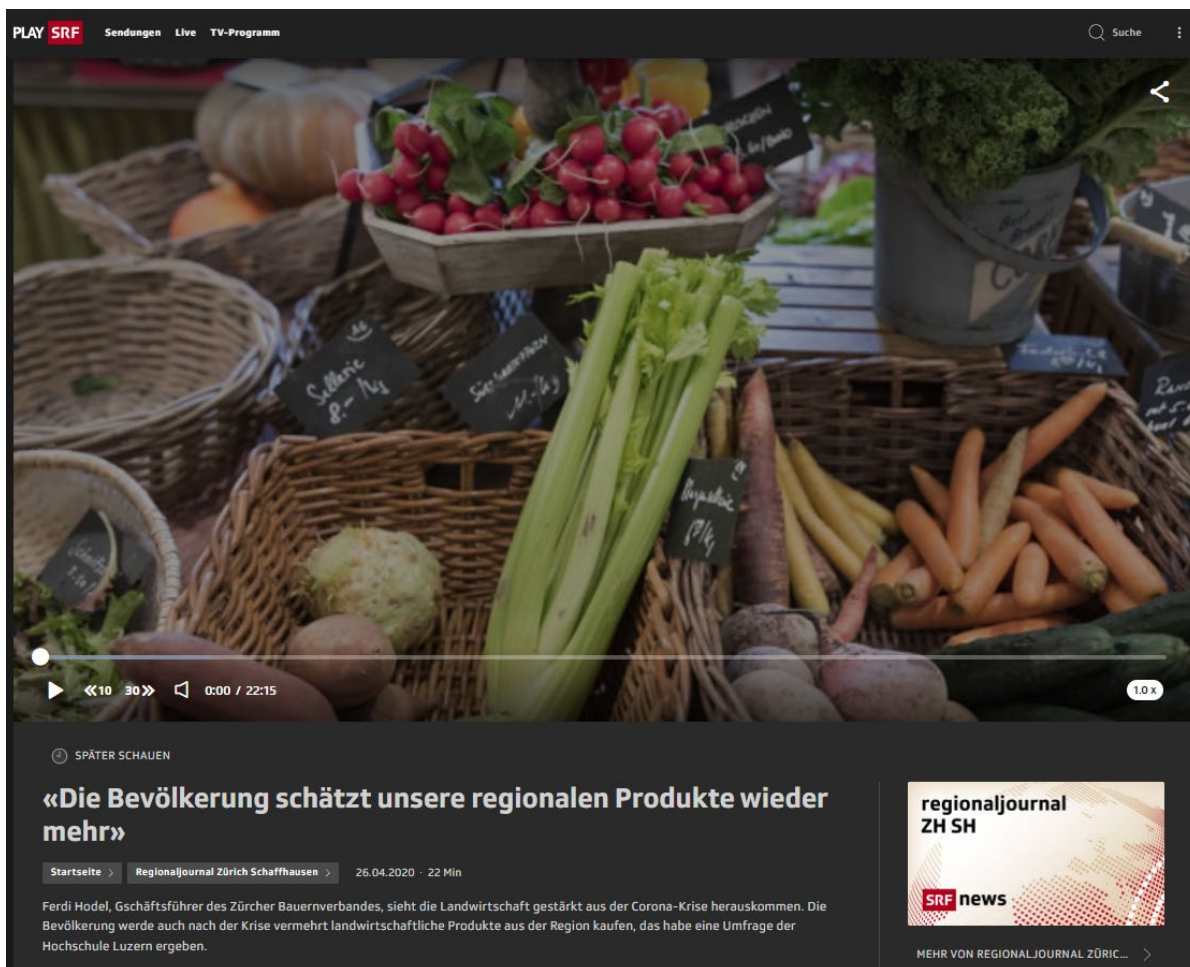 PLAY SRF Sendungen Live TV-Programm Suche
Sellerie
8.- /kg
«10 30» 0:00 / 22:15 1.0 x
SPÄTER SCHAUEN
«Die Bevölkerung schätzt unsere regionalen Produkte wieder
mehr»
Startseite > Regionaljournal Zürich Schaffhausen > 26.04.2020 · 22 Min
Ferdi Hodel, Gschäftsführer des Zürcher Bauernverbandes, sieht die Landwirtschaft gestärkt aus der Corona-Krise herauskommen. Die
Bevölkerung werde auch nach der Krise vermehrt landwirtschaftliche Produkte aus der Region kaufen, das habe eine Umfrage der
Hochschule Luzern ergeben.
regionaljournal
ZH SH
SRF news
MEHR VON REGIONALJOURNAL ZÜRIC... >